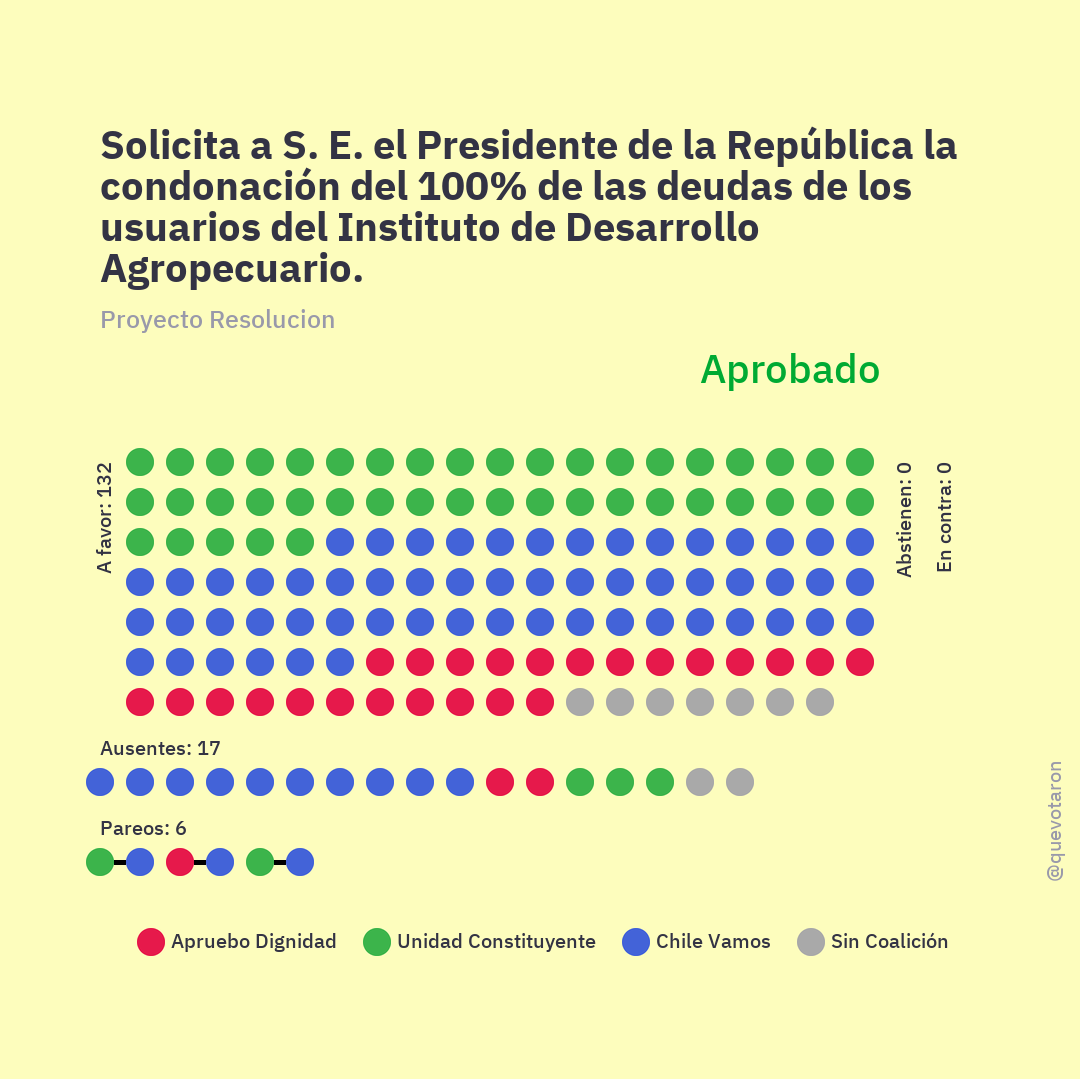 Solicita a S. E. el Presidente de la República la
condonación del 100% de las deudas de los
usuarios del Instituto de Desarrollo
Agropecuario.
Proyecto Resolucion
Aprobado
A favor: 132
Abstienen: 0
En contra: 0
Ausentes: 17
Pareos: 6
@quevotaron
Apruebo Dignidad
Unidad Constituyente
Chile Vamos
Sin Coalición